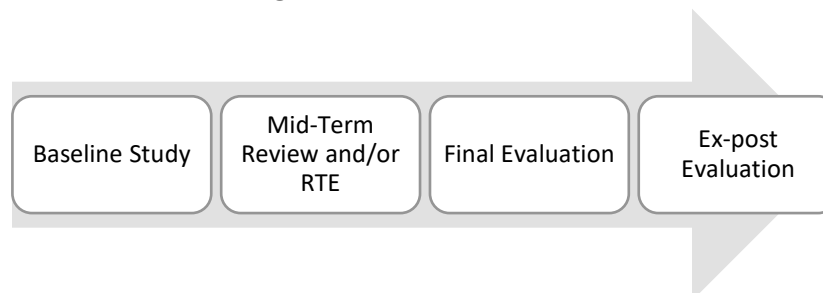 Baseline Study
Mid-Term
Review and/or
RTE
Final Evaluation
Ex-post
Evaluation